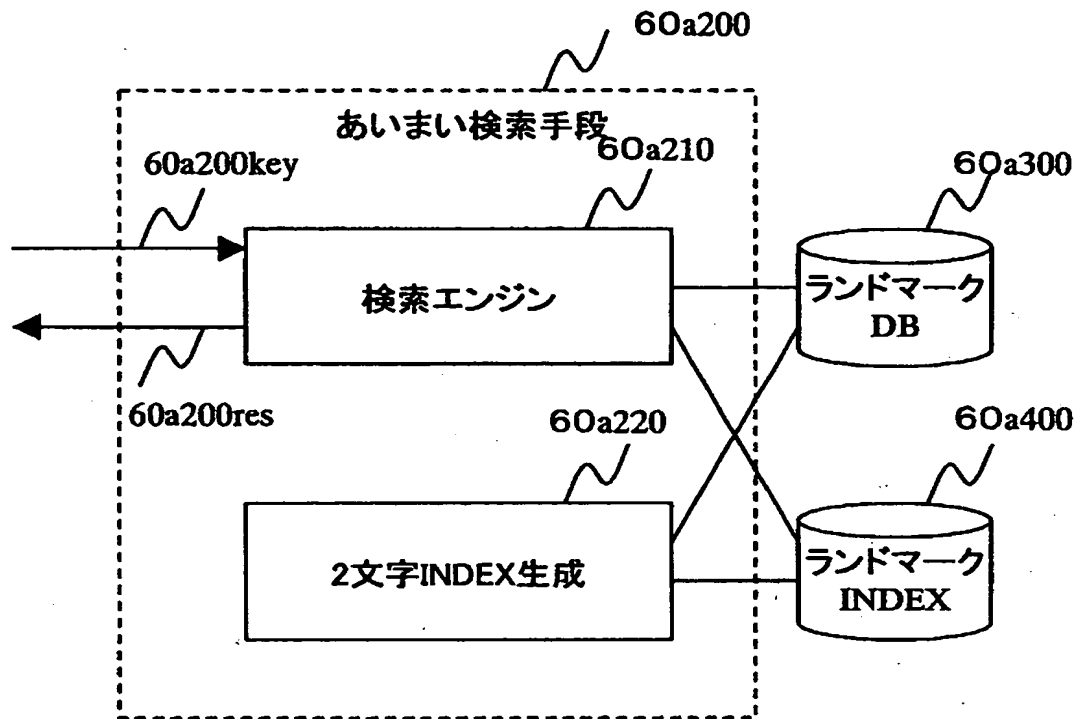 60a200
あいまい検索手段
60a200key
60a210
60a300
検索エンジン
ランドマーク
DB
60a200res
60a220
60a400
2文字INDEX生成
ランドマーク
INDEX